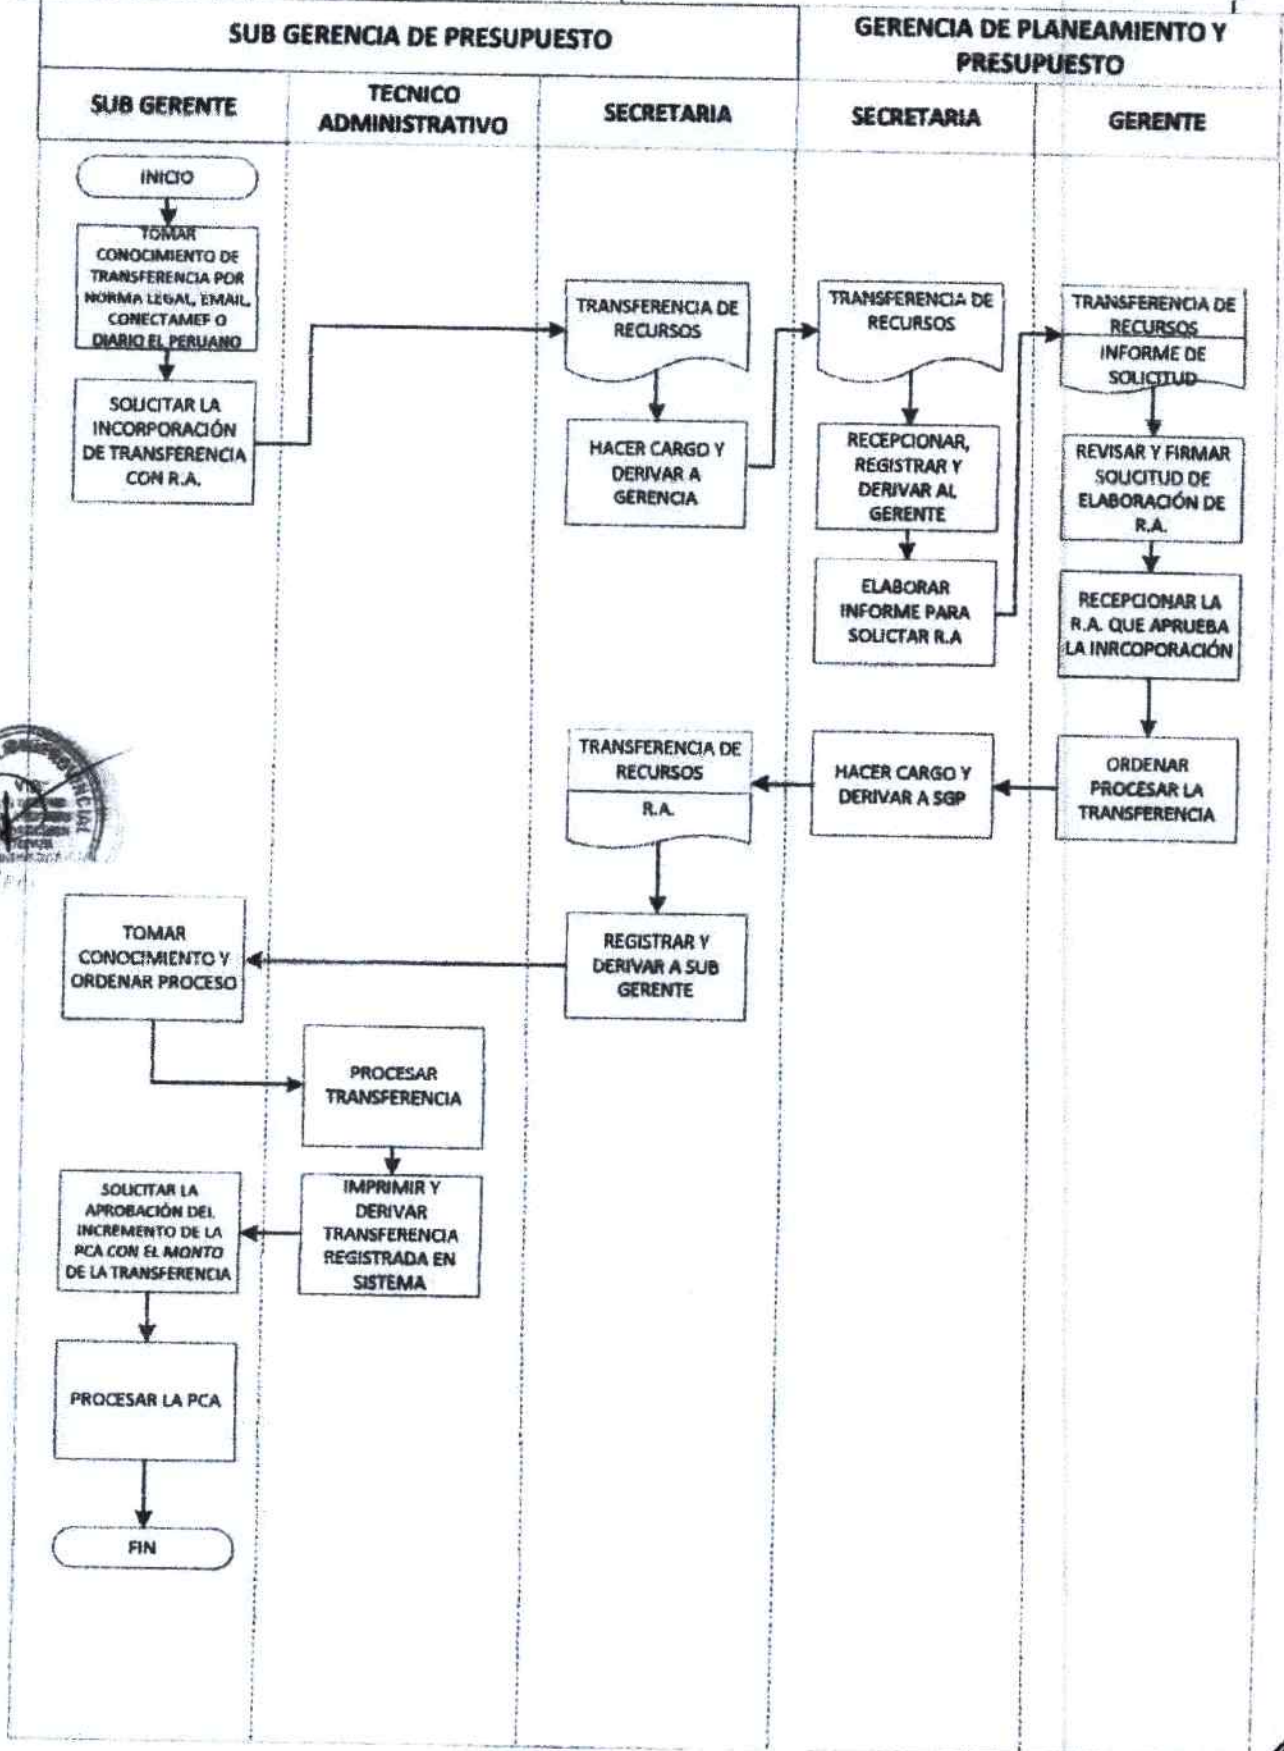 SUB GERENCIA DE PRESUPUESTO
GERENCIA DE PLANEAMIENTO Y
PRESUPUESTO
SUB GERENTE
TECNICO
ADMINISTRATIVO
SECRETARIA
SECRETARIA
GERENTE
INICIO
TOMAR
CONOCIMIENTO DE
TRANSFERENCIA POR
NORMA LEGAL, EMAIL,
CONECTAMEF O
DIARIO EL PERUANO
SOLICITAR LA
INCORPORACIÓN
DE TRANSFERENCIA
CON R.A.
TRANSFERENCIA DE
RECURSOS
HACER CARGO Y
DERIVAR A
GERENCIA
TRANSFERENCIA DE
RECURSOS
RECEPCIONAR,
REGISTRAR Y
DERIVAR AL
GERENTE
ELABORAR
INFORME PARA
SOLICTAR R.A
TRANSFERENCIA DE
RECURSOS
INFORME DE
SOLICITUD
REVISAR Y FIRMAR
SOLICITUD DE
ELABORACIÓN DE
R.A.
RECEPCIONAR LA
R.A. QUE APRUEBA
LA INRCOPORACIÓN
ORDENAR
PROCESAR LA
TRANSFERENCIA
HACER CARGO Y
DERIVAR A SGP
TRANSFERENCIA DE
RECURSOS
R.A.
REGISTRAR Y
DERIVAR A SUB
GERENTE
TOMAR
CONOCIMIENTO Y
ORDENAR PROCESO
PROCESAR
TRANSFERENCIA
IMPRIMIR Y
DERIVAR
TRANSFERENCIA
REGISTRADA EN
SISTEMA
SOLICITAR LA
APROBACIÓN DEL
INCREMENTO DE LA
PCA CON EL MONTO
DE LA TRANSFERENCIA
PROCESAR LA PCA
FIN